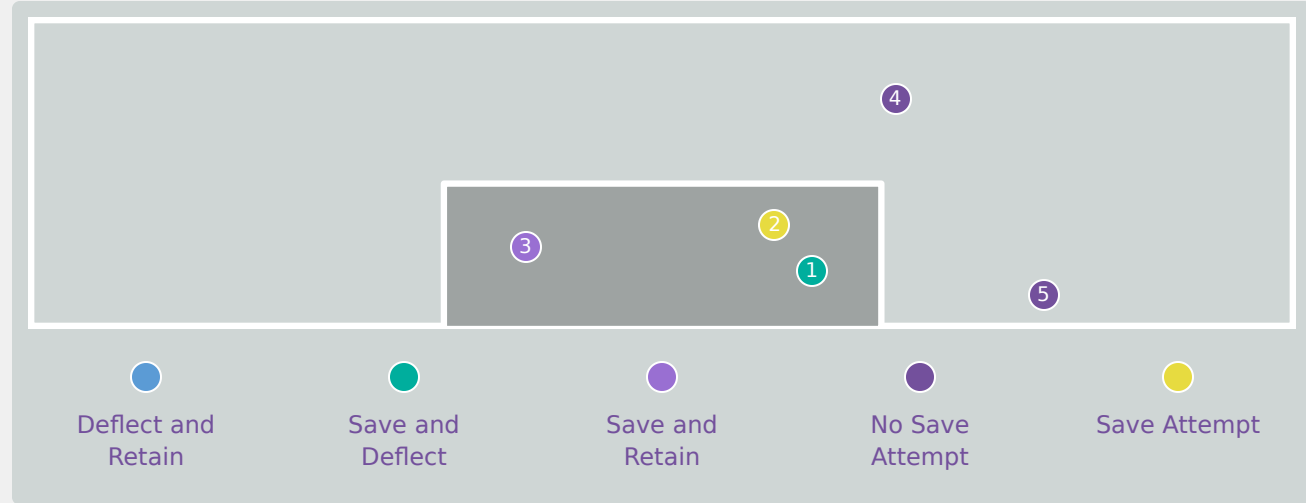 4
2
3
1
5
Deflect and
Retain
Save and
Deflect
Save and
Retain
No Save
Attempt
Save Attempt